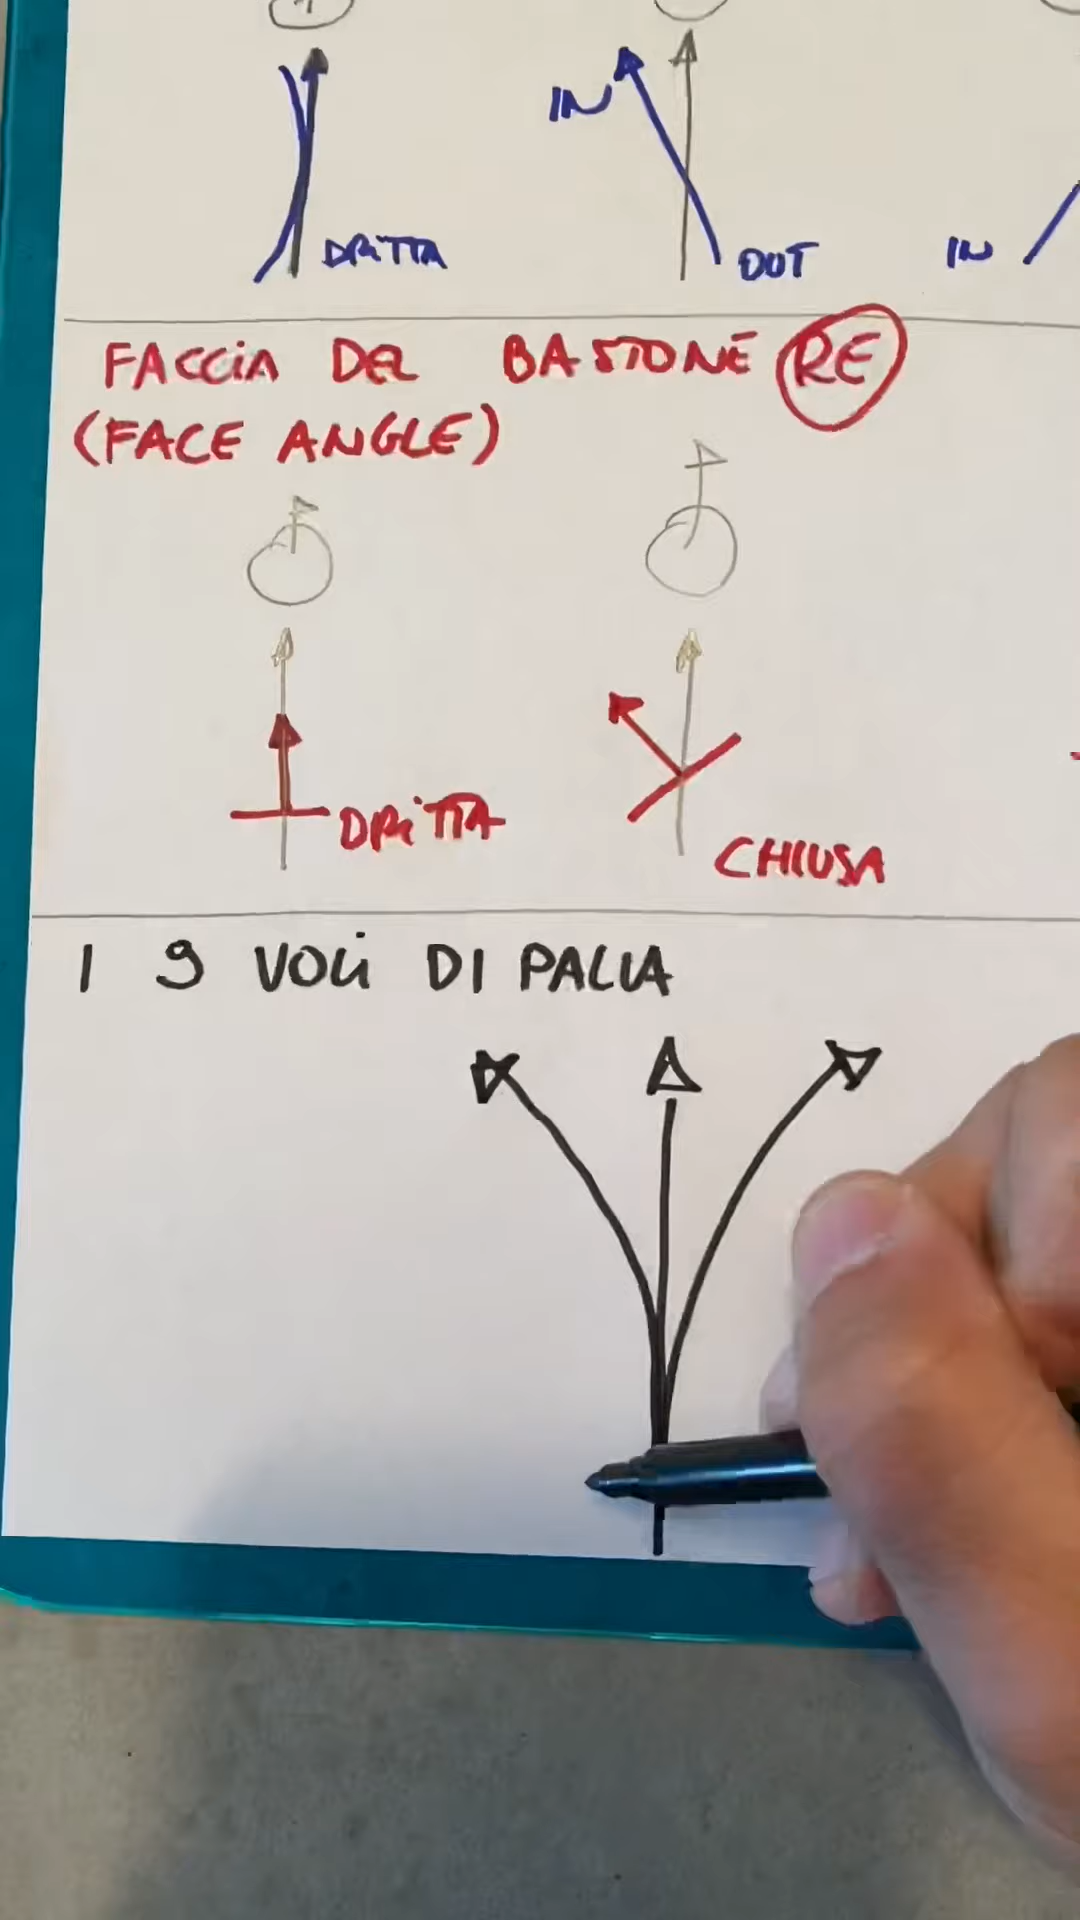 IN
DRITTA
OUT
IN
FACCIA DEL BASTONE RE
(FACE ANGLE)
DRITTA
CHIUSA
I 9 VOLI DI PALLA